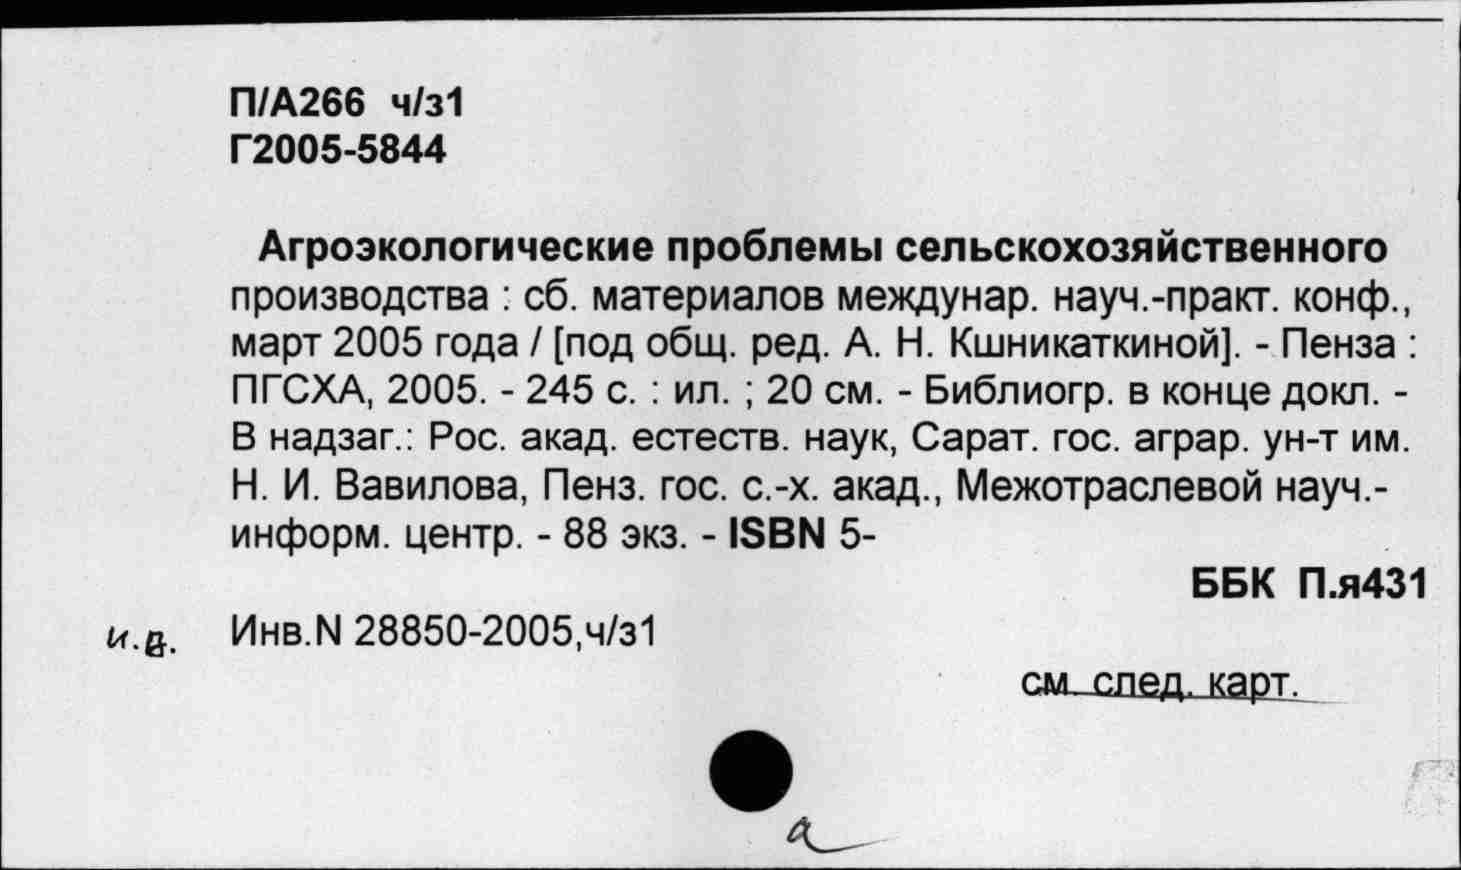 П/А266 ч/з1
Г2005-5844
Агроэкологические проблемы сельскохозяйственного
производства : сб. материалов междунар. науч.-практ. конф.,
март 2005 года / [под общ. ред. А. Н. Кшникаткиной]. - Пенза :
ПГСХА, 2005. - 245 с. : ил. ; 20 см. - Библиогр. в конце докл. -
В надзаг.: Рос. акад. естеств. наук, Сарат. гос. аграр. ун-т им.
Н. И. Вавилова, Пенз. гос. с.-х. акад., Межотраслевой науч.-
информ. центр. - 88 экз. - ISBN 5-
ББК П.я431
Инв.N 28850-2005,ч/з1
см. след. карт.
а